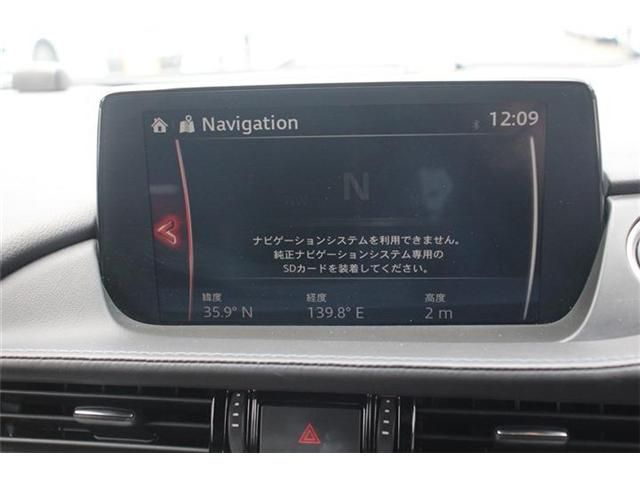 Navigation 12:09
N
ナビゲーションシステムを利用できません。
純正ナビゲーションシステム専用の
SDカードを装着してください。
緯度 経度 高度
35.9° N 139.8° E 2 m